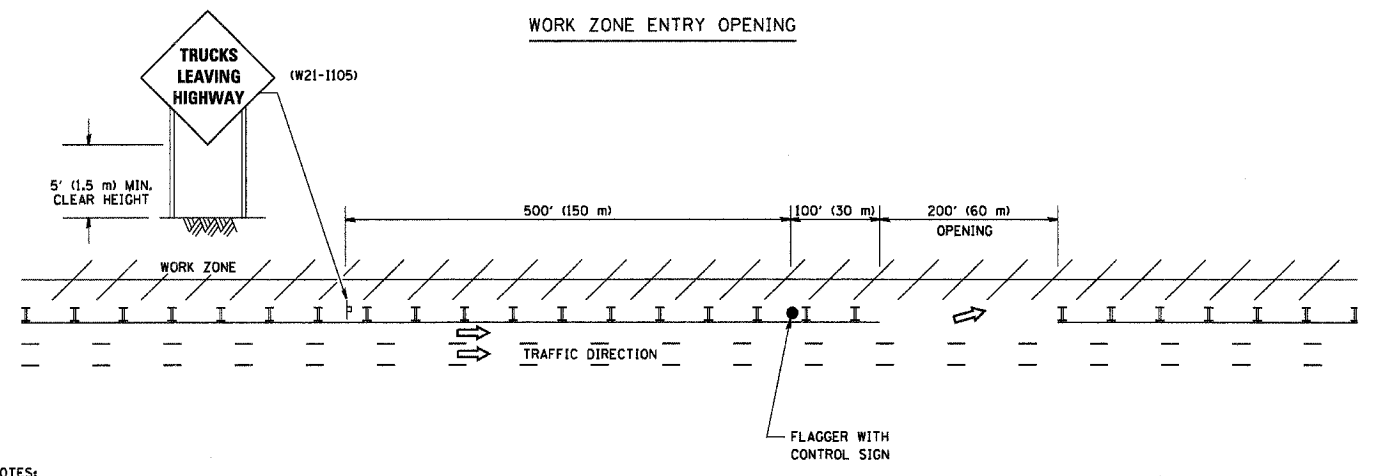 WORK ZONE ENTRY OPENING
TRUCKS
LEAVING
HIGHWAY
(W21-I105)
5' (1.5 m) MIN.
CLEAR HEIGHT
500' (150 m)
100' (30 m)
200' (60 m)
OPENING
WORK ZONE
TRAFFIC DIRECTION
FLAGGER WITH
CONTROL SIGN
OTES: